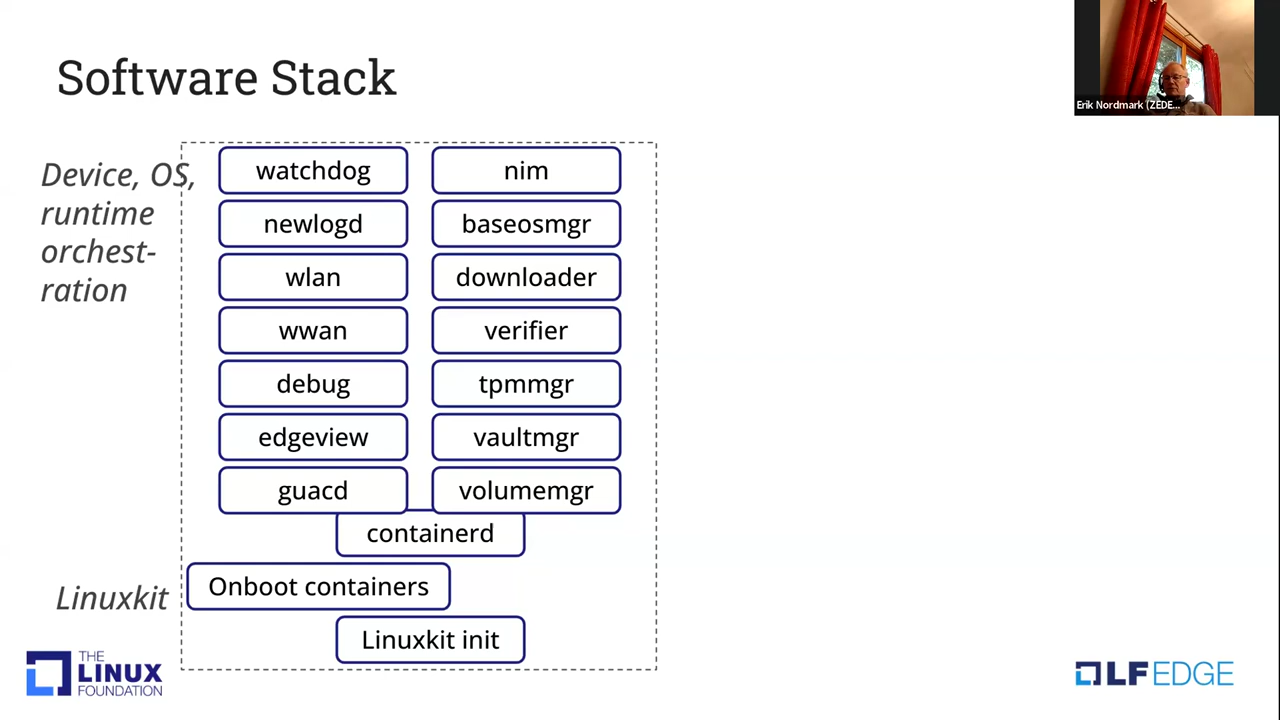 Software Stack
Erik Nordmark (ZEDE...
Device, OS,
runtime
orchest-
ration
watchdog
nim
newlogd
baseosmgr
wlan
downloader
wwan
verifier
debug
tpmmgr
edgeview
vaultmgr
guacd
volumemgr
containerd
Onboot containers
Linuxkit
Linuxkit init
THE
LINUX
FOUNDATION
LF EDGE